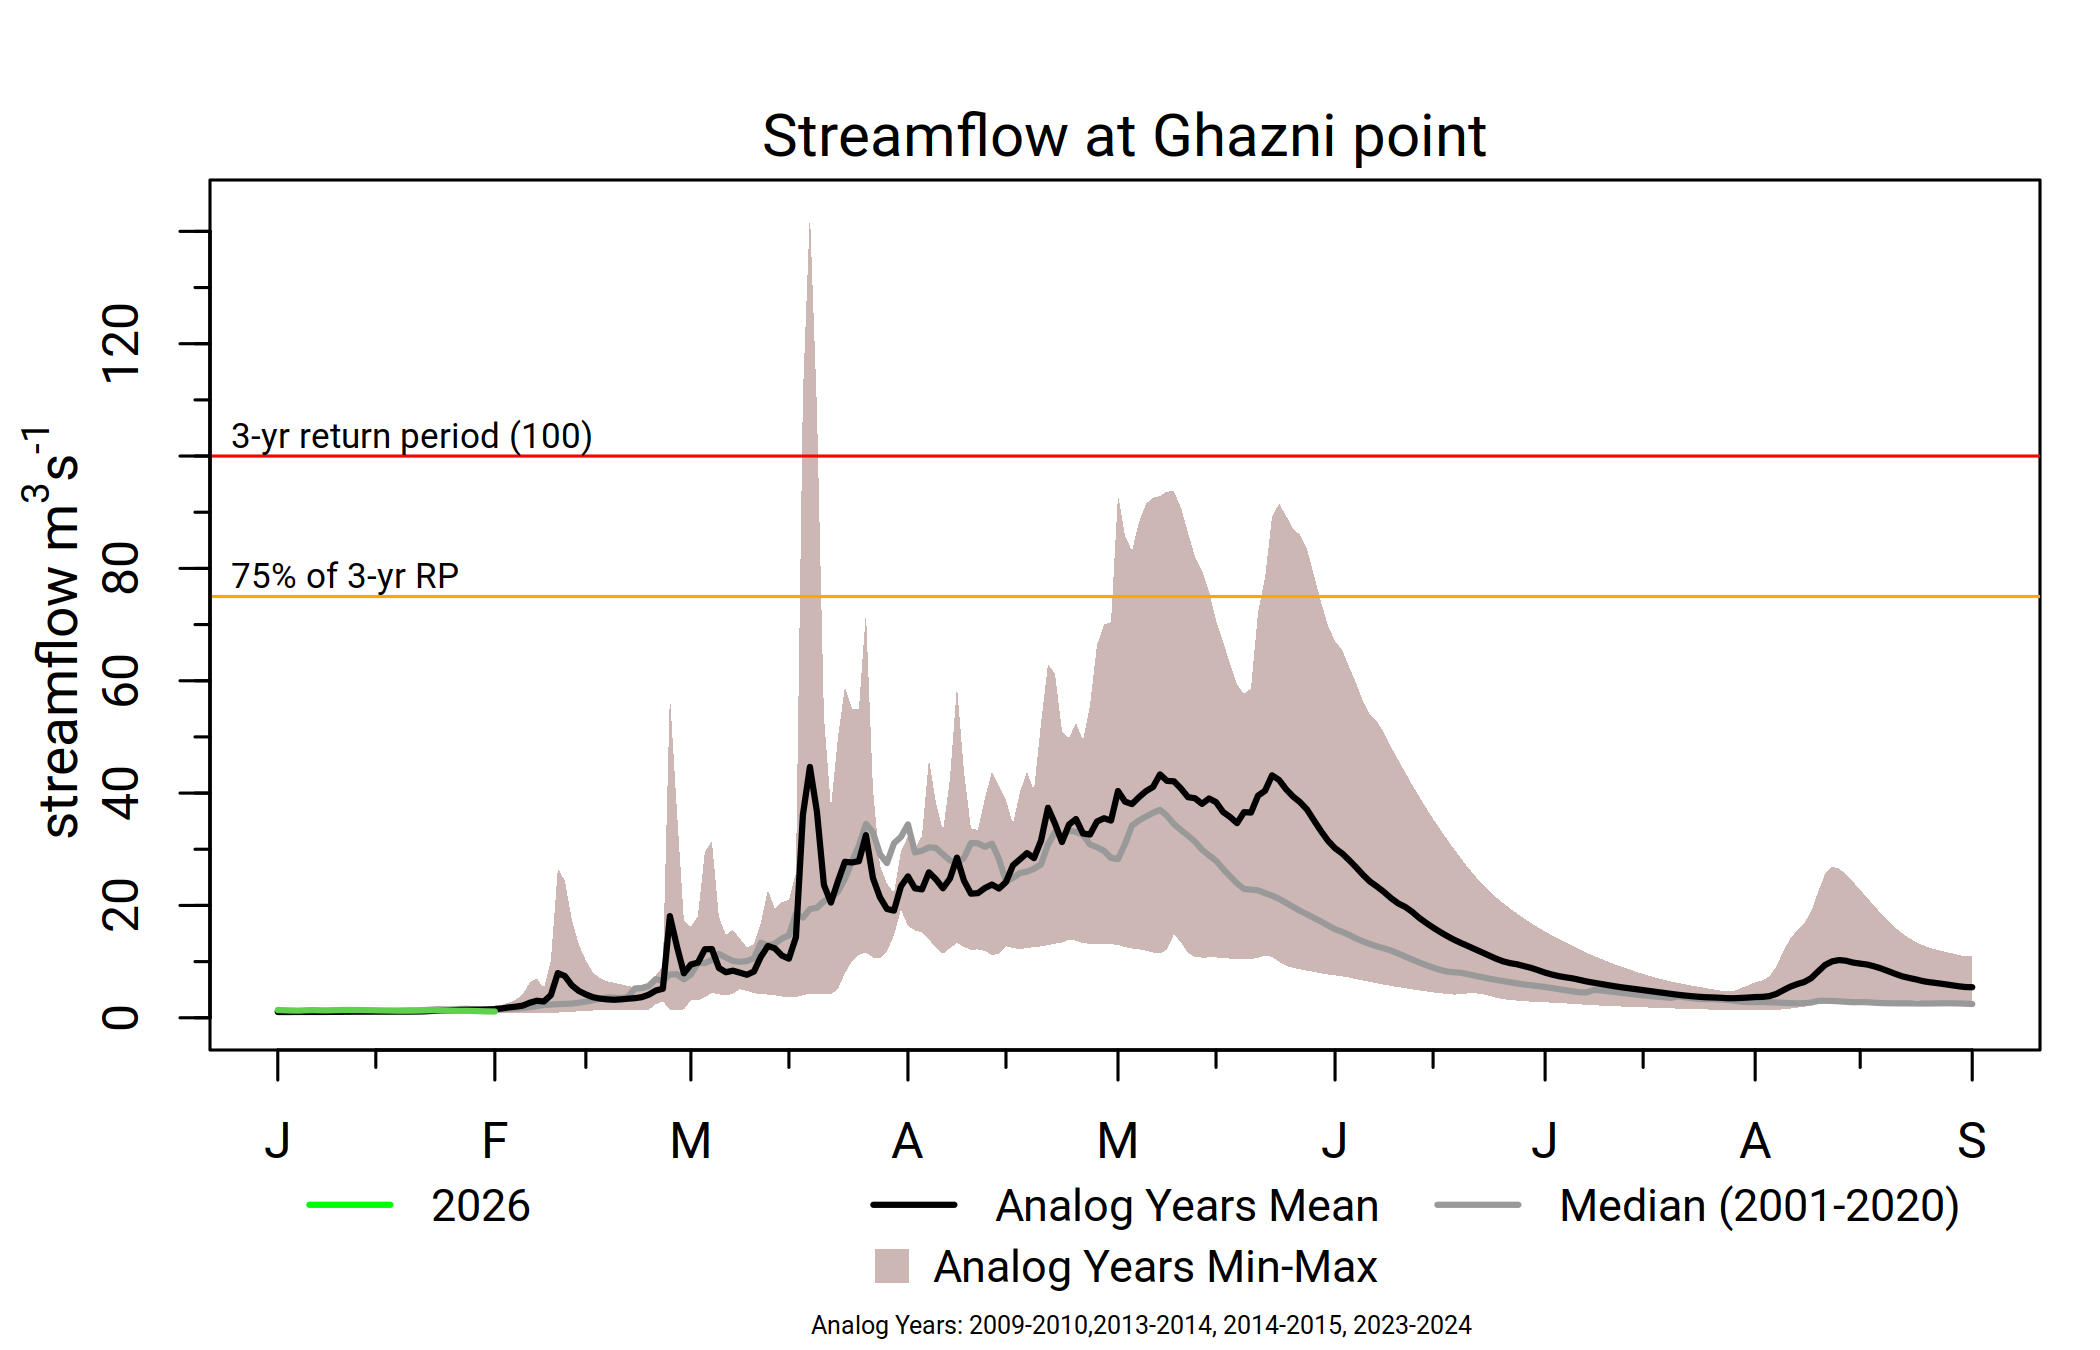 Streamflow at Ghazni point
streamflow m3s-1
0 20 40 60 80 120
3-yr return period (100)
75% of 3-yr RP
J F M A M J J A S
2026 Analog Years Mean Median (2001-2020)
Analog Years Min-Max
Analog Years: 2009-2010,2013-2014, 2014-2015, 2023-2024